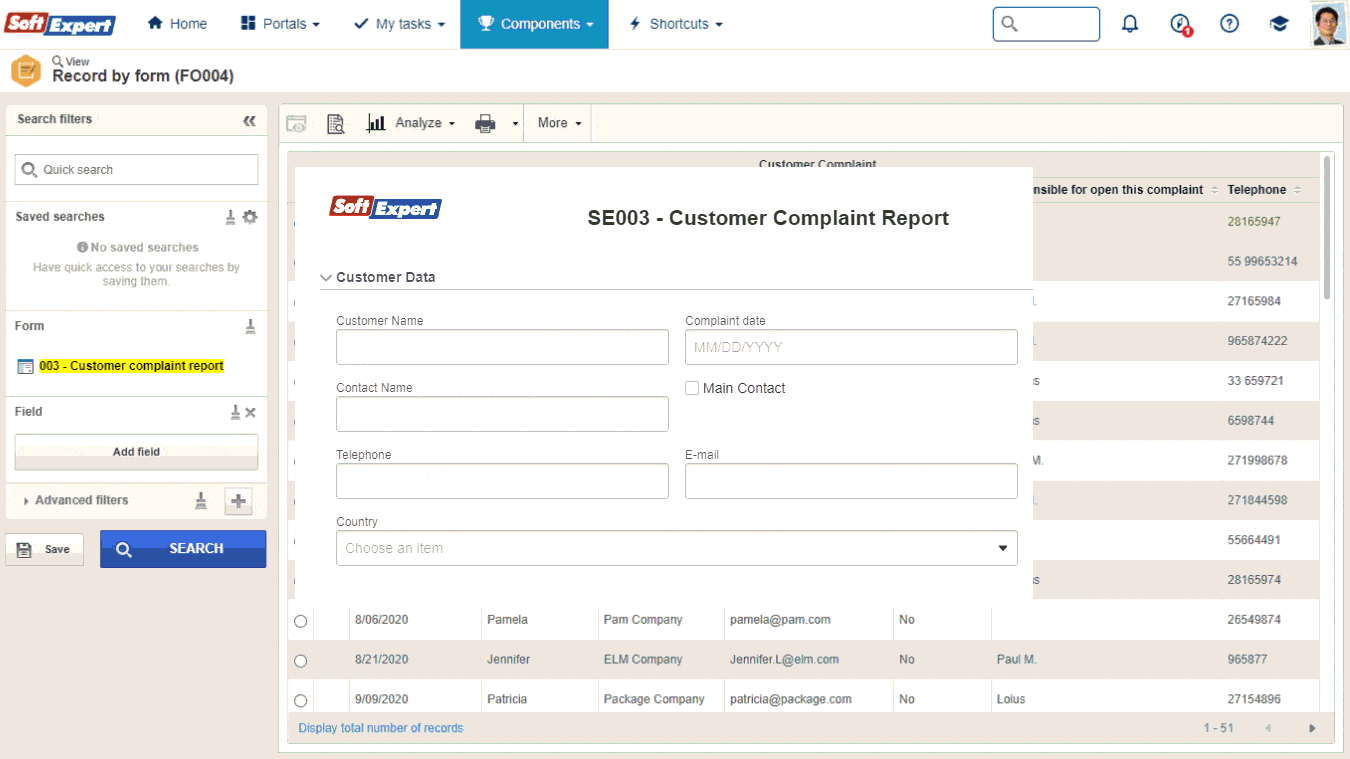 Soft Expert
Home
Portals
My tasks
Components
Shortcuts
1
View
Record by form (FO004)
Search filters
Quick search
Saved searches
No saved searches
Have quick access to your searches by
saving them.
Form
003 - Customer complaint report
Field
Add field
Advanced filters
Save
SEARCH
Analyze
More
Customer Complaint
nsible for open this complaint Telephone
28165947
55 99653214
27165984
965874222
33 659721
6598744
M. 271998678
271844598
55664491
28165974
Soft Expert
SE003 - Customer Complaint Report
Customer Data
Customer Name
Complaint date
MM/DD/YYYY
Contact Name
Main Contact
Telephone
E-mail
Country
Choose an item
8/06/2020 Pamela Pam Company pamela@pam.com No 26549874
8/21/2020 Jennifer ELM Company Jennifer.L@elm.com No Paul M. 965877
9/09/2020 Patricia Package Company patricia@package.com No Loius 27154896
Display total number of records
1 - 51